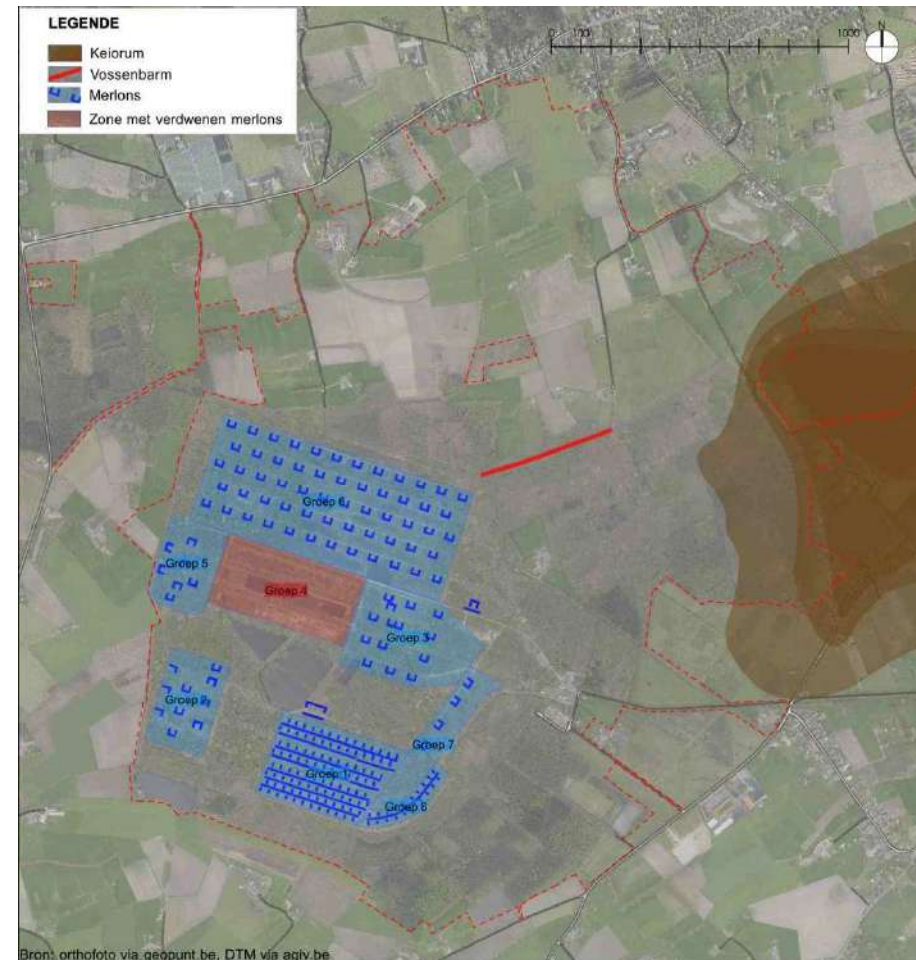 LEGENDE
Keiorum
Vossenbarm
Merlons
Zone met verdwenen merlons
0 100 1000
N
Groep 6
Groep 5
Groep 4
Groep 3
Groep 2
Groep 7
Groep 1
Groep 8
Bron: orthofoto via geopunt.be, DTM via agiv.be